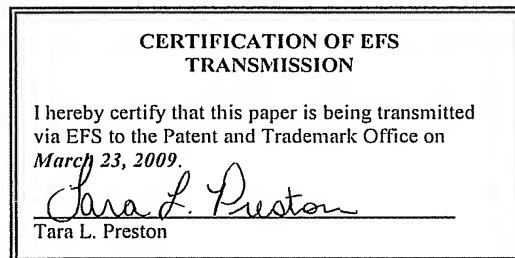 CERTIFICATION OF EFS
TRANSMISSION
I hereby certify that this paper is being transmitted
via EFS to the Patent and Trademark Office on
March 23, 2009.
Tara L. Preston
Tara L. Preston